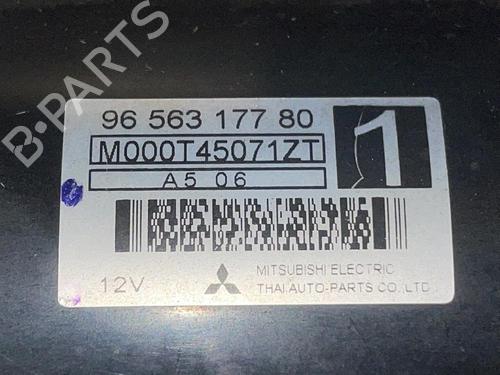 B-PARTS
96 563 177 80
M000T45071ZT
1
A5 06
12V
MITSUBISHI ELECTRIC
THAI AUTO-PARTS CO.,LTD.